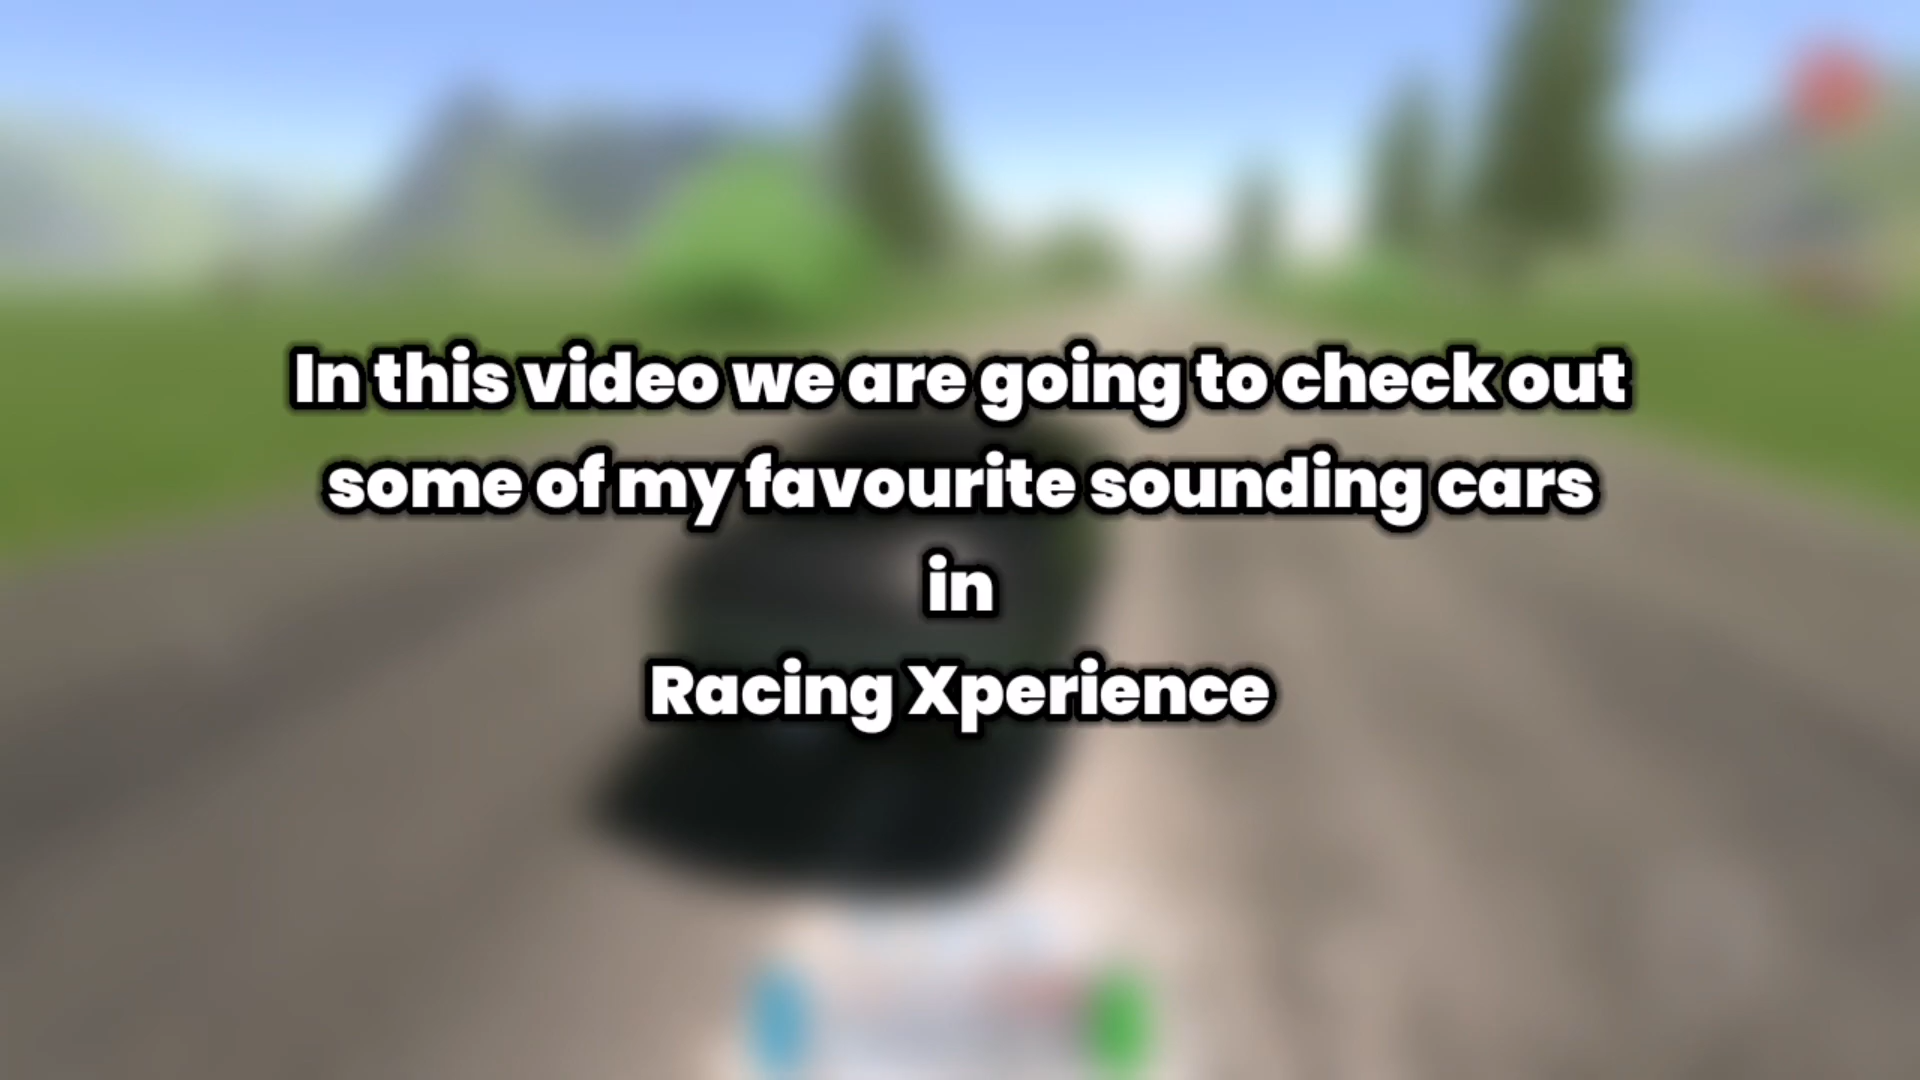 In this video we are going to check out
some of my favourite sounding cars
in
Racing Xperience